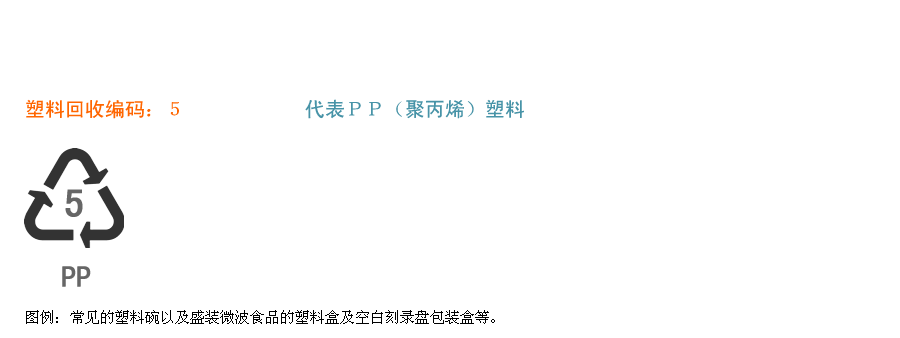 塑料回收编码：５ 代表ＰＰ（聚丙烯）塑料
5
PP
图例：常见的塑料碗以及盛装微波食品的塑料盒及空白刻录盘包装盒等。